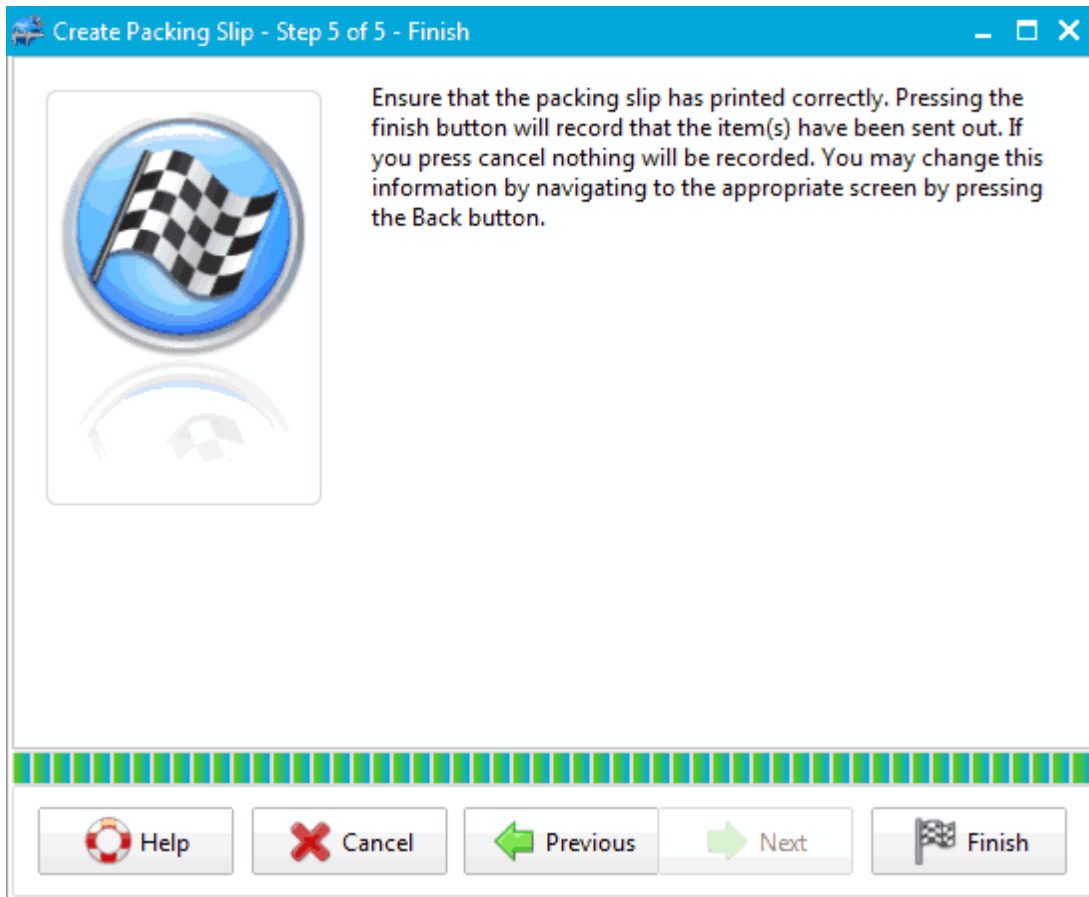 Create Packing Slip - Step 5 of 5 - Finish
Ensure that the packing slip has printed correctly. Pressing the
finish button will record that the item(s) have been sent out. If
you press cancel nothing will be recorded. You may change this
information by navigating to the appropriate screen by pressing
the Back button.
Help
Cancel
Previous
Next
Finish